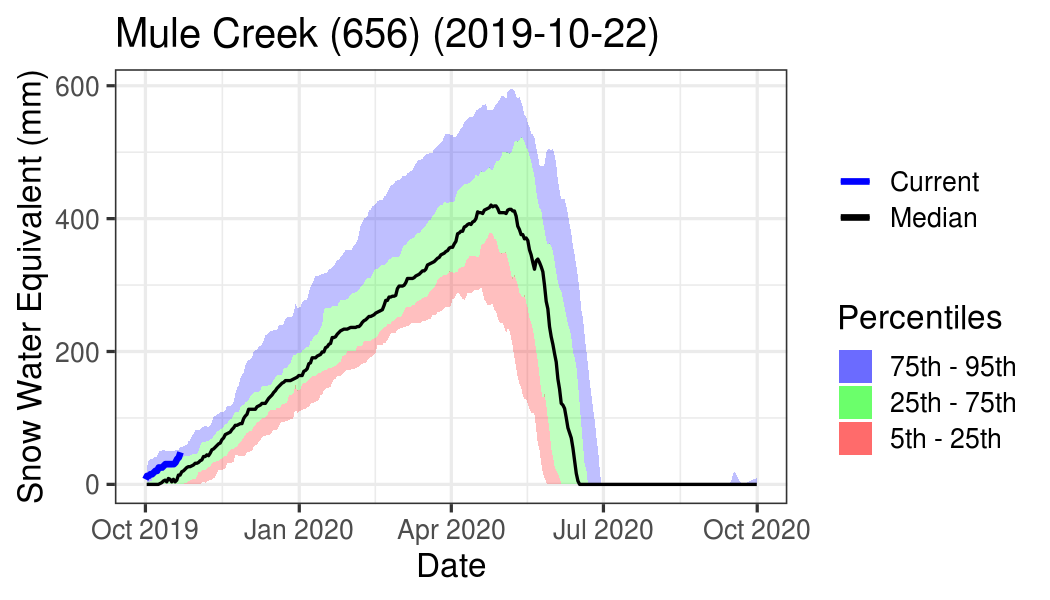 Mule Creek (656) (2019-10-22)
Snow Water Equivalent (mm)
600
400
200
0
Oct 2019
Jan 2020
Apr 2020
Jul 2020
Oct 2020
Date
Current
Median
Percentiles
75th - 95th
25th - 75th
5th - 25th